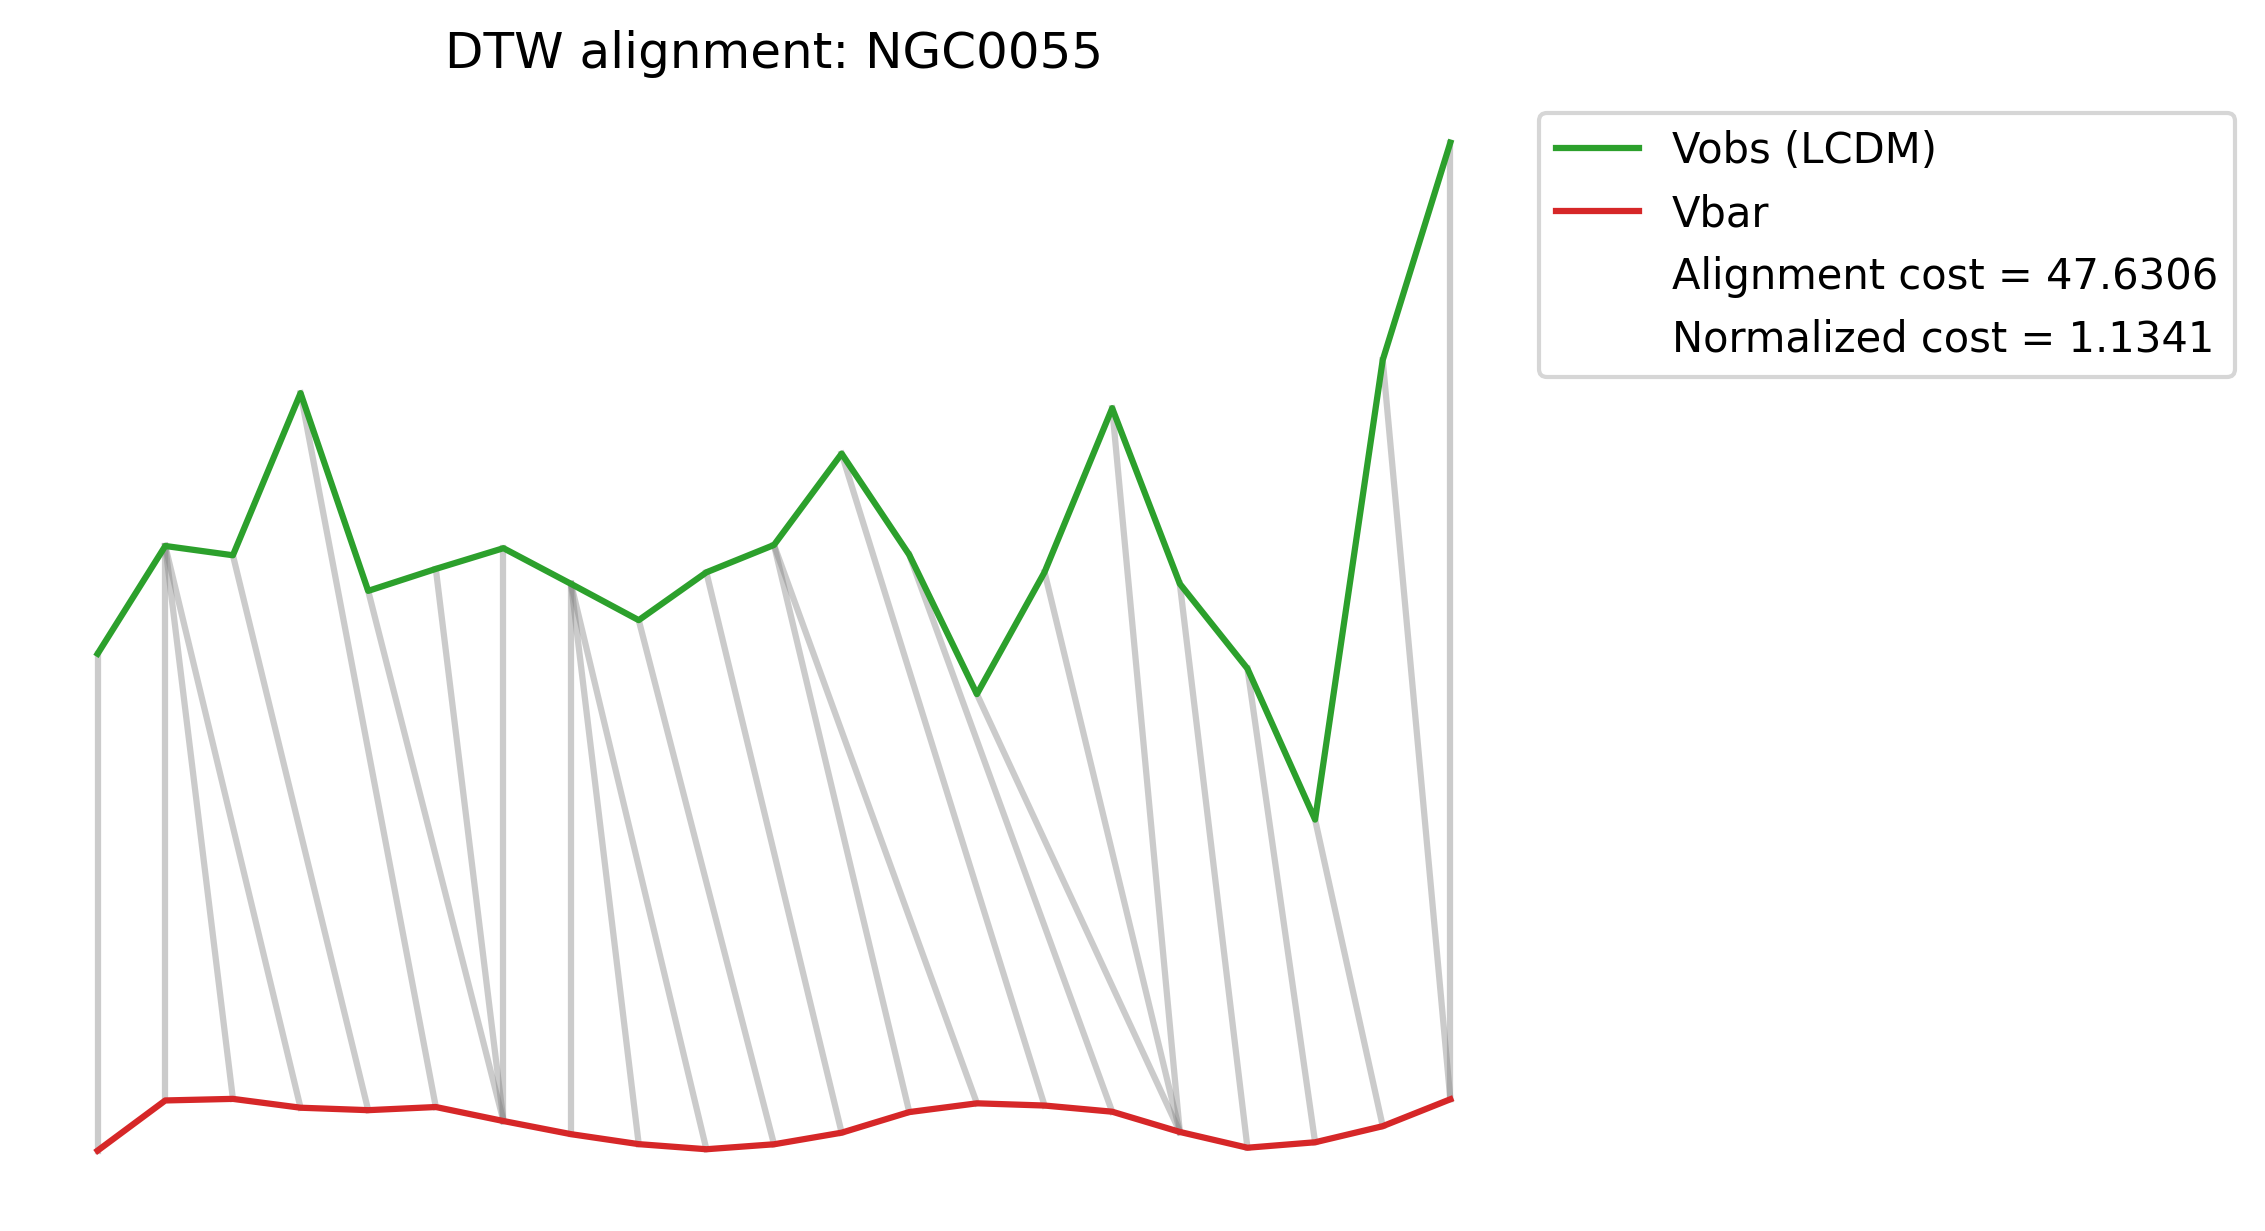 DTW alignment: NGC0055
Vobs (LCDM)
Vbar
Alignment cost = 47.6306
Normalized cost = 1.1341